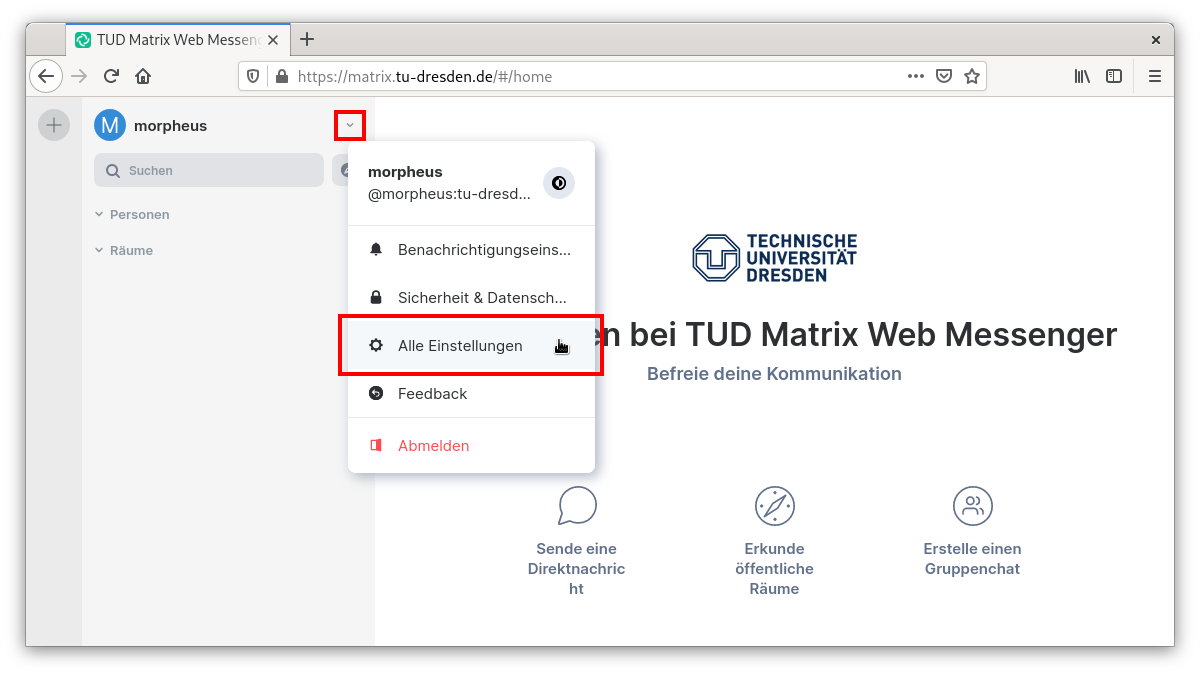 TUD Matrix Web Messeng
https://matrix.tu-dresden.de/#/home
M morpheus
Suchen
Personen
Räume
morpheus
@morpheus:tu-dresd...
Benachrichtigungseins...
Sicherheit & Datensch...
Alle Einstellungen
Feedback
Abmelden
TECHNISCHE
UNIVERSITÄT
DRESDEN
en bei TUD Matrix Web Messenger
Befreie deine Kommunikation
Sende eine
Direktnachric
ht
Erkunde
öffentliche
Räume
Erstelle einen
Gruppenchat